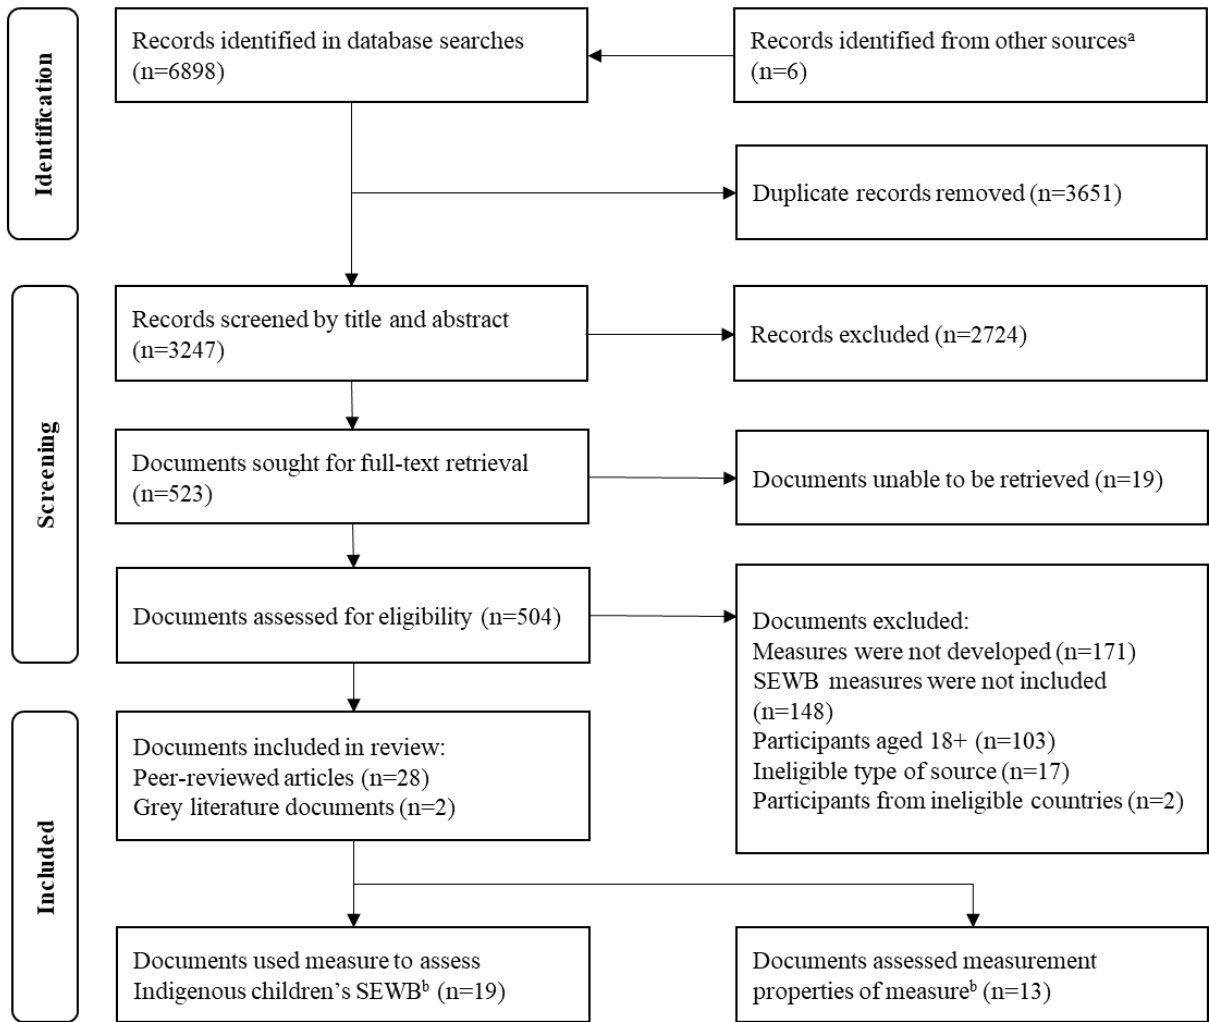 Identification
Records identified in database searches
(n=6898)
Records identified from other sourcesᵃ
(n=6)
Duplicate records removed (n=3651)
Screening
Records screened by title and abstract
(n=3247)
Records excluded (n=2724)
Documents sought for full-text retrieval
(n=523)
Documents unable to be retrieved (n=19)
Documents assessed for eligibility (n=504)
Documents excluded:
Measures were not developed (n=171)
SEWB measures were not included
(n=148)
Participants aged 18+ (n=103)
Ineligible type of source (n=17)
Participants from ineligible countries (n=2)
Included
Documents included in review:
Peer-reviewed articles (n=28)
Grey literature documents (n=2)
Documents used measure to assess
Indigenous children’s SEWBᵇ (n=19)
Documents assessed measurement
properties of measureᵇ (n=13)